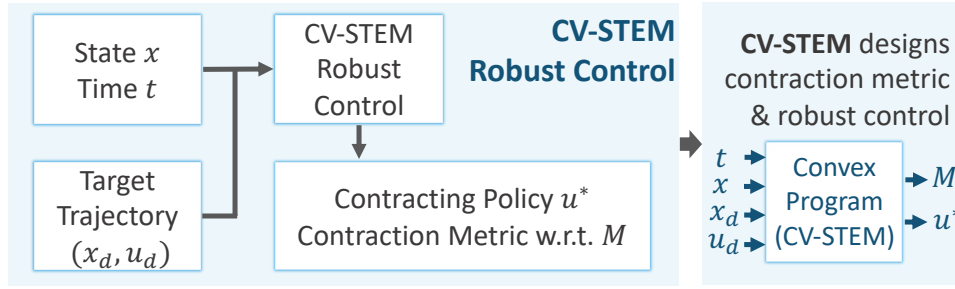 State x
Time t
CV-STEM
Robust
Control
CV-STEM
Robust Control
Target
Trajectory
(x_d, u_d)
Contracting Policy u*
Contraction Metric w.r.t. M
CV-STEM designs
contraction metric
& robust control
t
x
x_d
u_d
Convex
Program
(CV-STEM)
M
u*